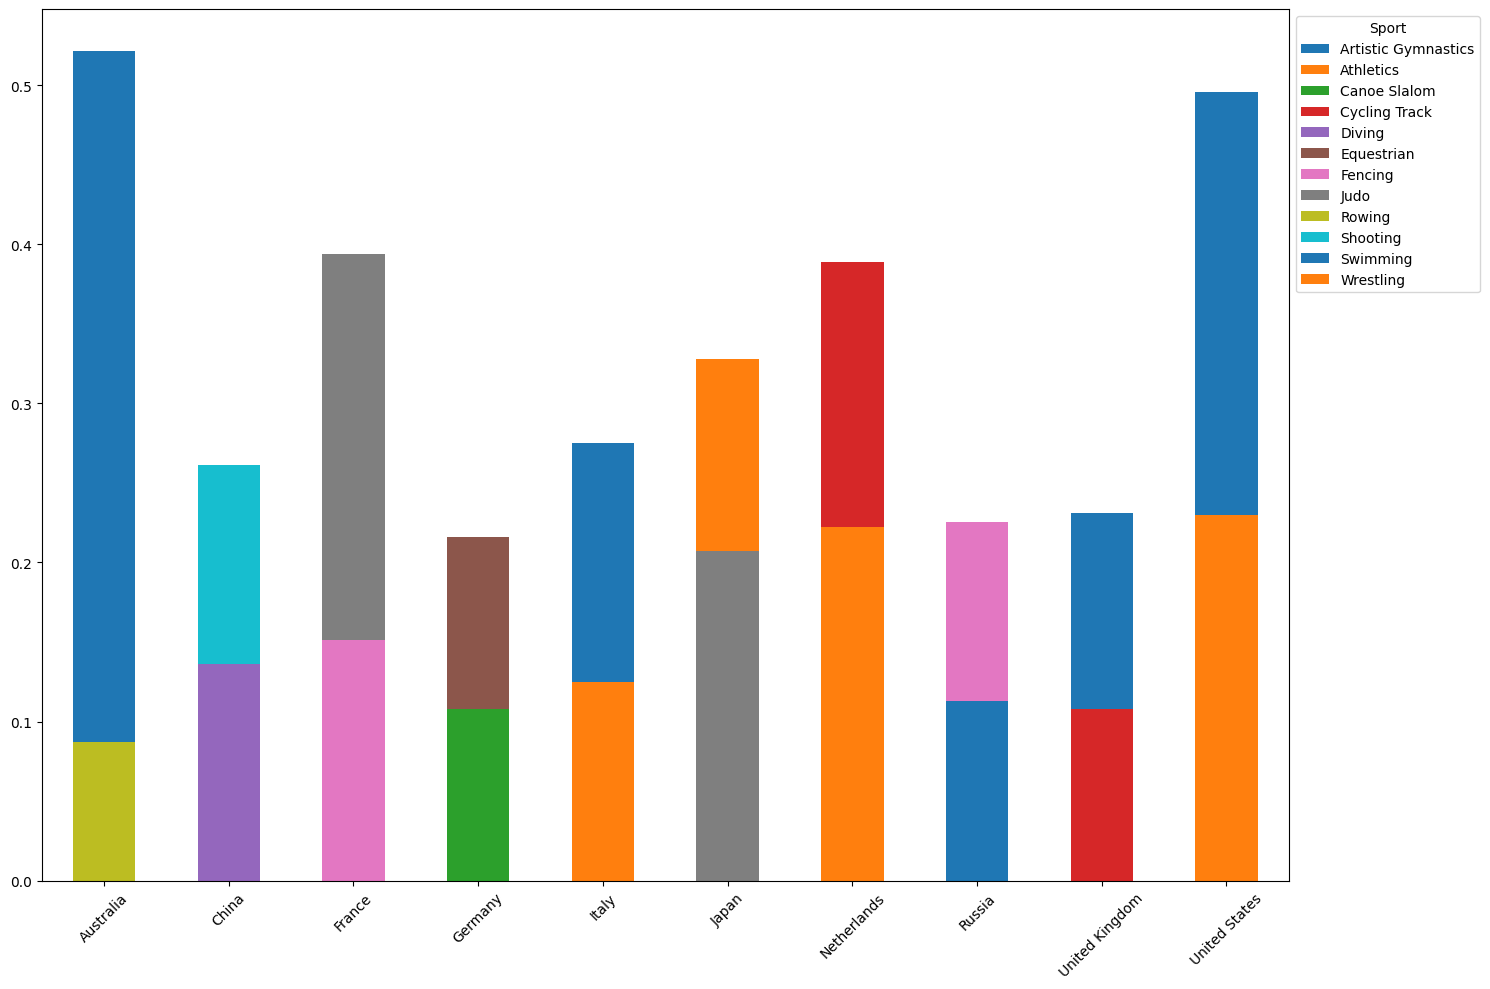 0.5
0.4
0.3
0.2
0.1
0.0
Australia
China
France
Germany
Italy
Japan
Netherlands
Russia
United Kingdom
United States
Sport
Artistic Gymnastics
Athletics
Canoe Slalom
Cycling Track
Diving
Equestrian
Fencing
Judo
Rowing
Shooting
Swimming
Wrestling